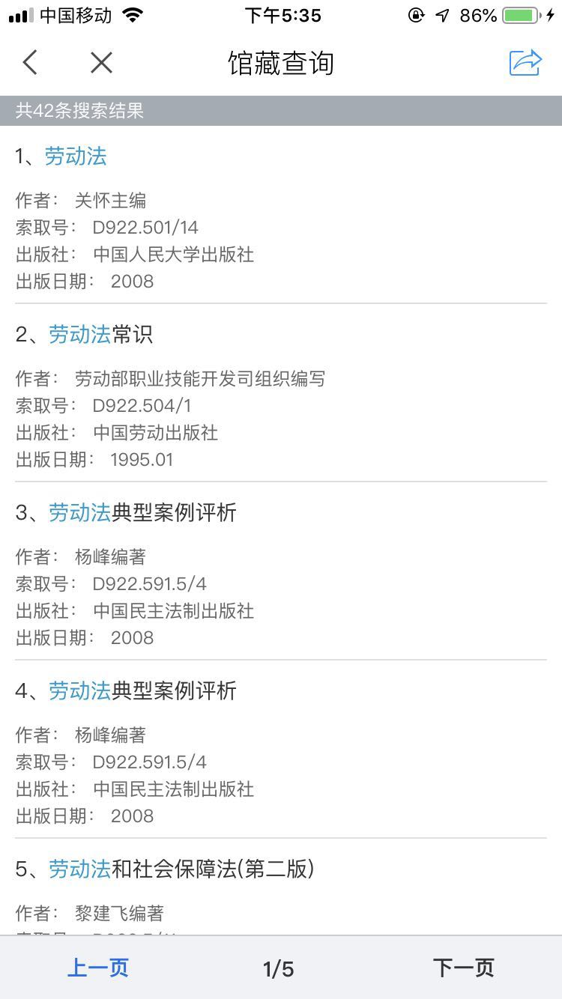 中国移动 下午5:35 86%
馆藏查询
共42条搜索结果
1、劳动法
作者： 关怀主编
索取号： D922.501/14
出版社： 中国人民大学出版社
出版日期： 2008
2、劳动法常识
作者： 劳动部职业技能开发司组织编写
索取号： D922.504/1
出版社： 中国劳动出版社
出版日期： 1995.01
3、劳动法典型案例评析
作者： 杨峰编著
索取号： D922.591.5/4
出版社： 中国民主法制出版社
出版日期： 2008
4、劳动法典型案例评析
作者： 杨峰编著
索取号： D922.591.5/4
出版社： 中国民主法制出版社
出版日期： 2008
5、劳动法和社会保障法(第二版)
作者： 黎建飞编著
上一页 1/5 下一页